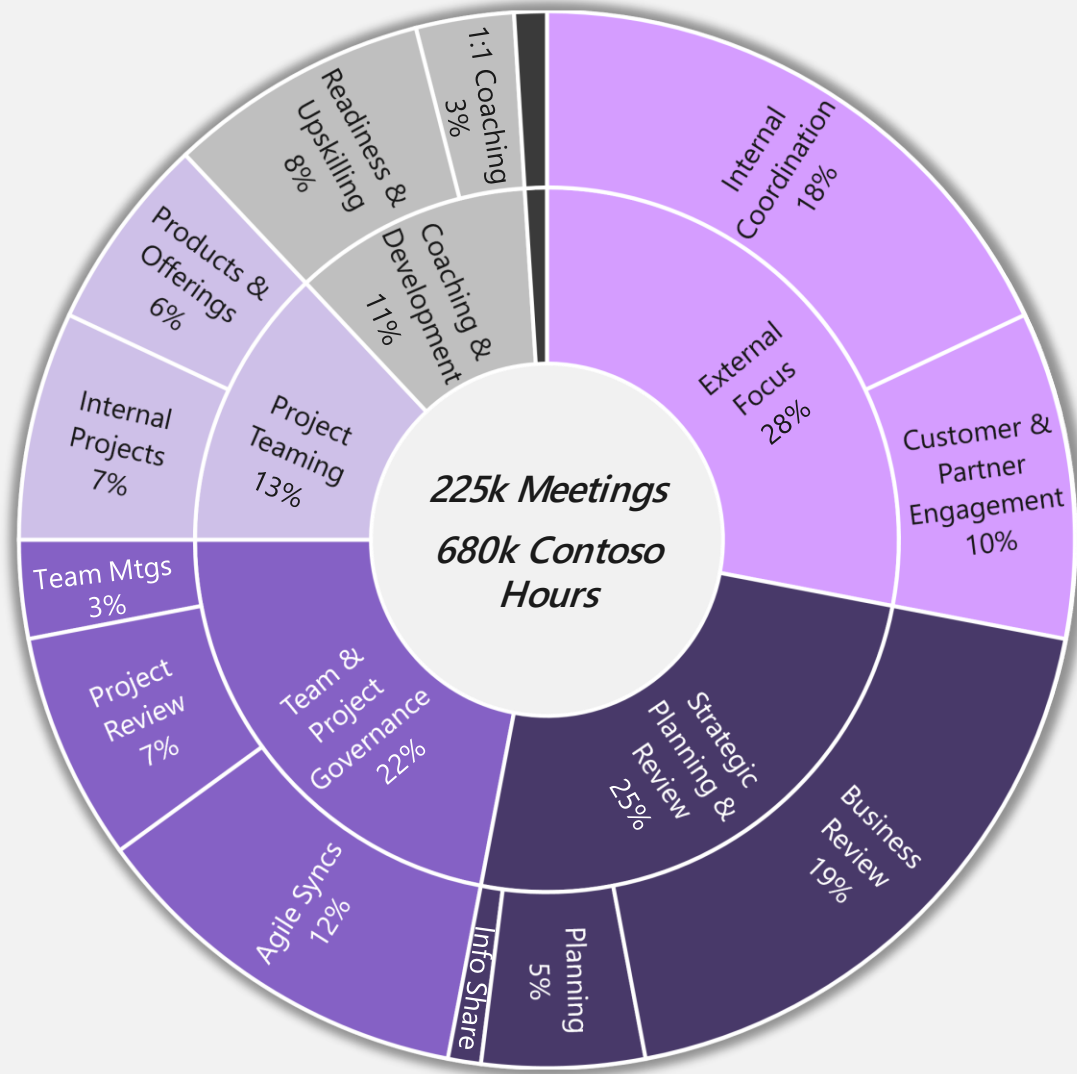 1:1 Coaching
3%
Readiness &
Upskilling
8%
Internal
Coordination
18%
Products &
Offerings
6%
Coaching &
Development
11%
External
Focus
28%
Internal
Projects
7%
Project
Teaming
13%
Customer &
Partner
Engagement
10%
225k Meetings
680k Contoso
Hours
Team Mtgs
3%
Project
Review
7%
Team &
Project
Governance
22%
Strategic
Planning &
Review
25%
Business
Review
19%
Agile Syncs
12%
Info Share
Planning
5%